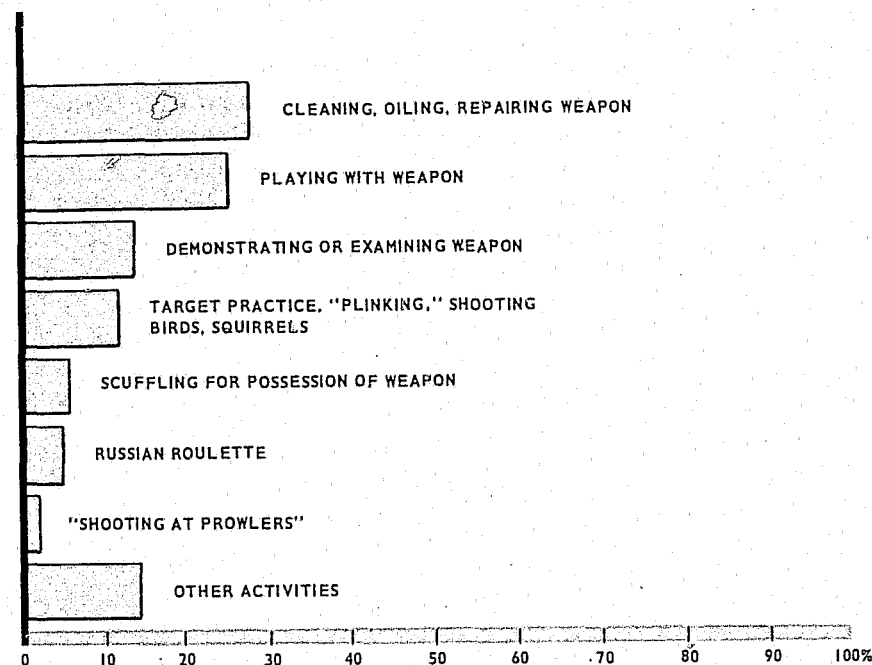 CLEANING, OILING, REPAIRING WEAPON
PLAYING WITH WEAPON
DEMONSTRATING OR EXAMINING WEAPON
TARGET PRACTICE, "PLINKING," SHOOTING
BIRDS, SQUIRRELS
SCUFFLING FOR POSSESSION OF WEAPON
RUSSIAN ROULETTE
"SHOOTING AT PROWLERS"
OTHER ACTIVITIES
0 10 20 30 40 50 60 70 80 90 100%